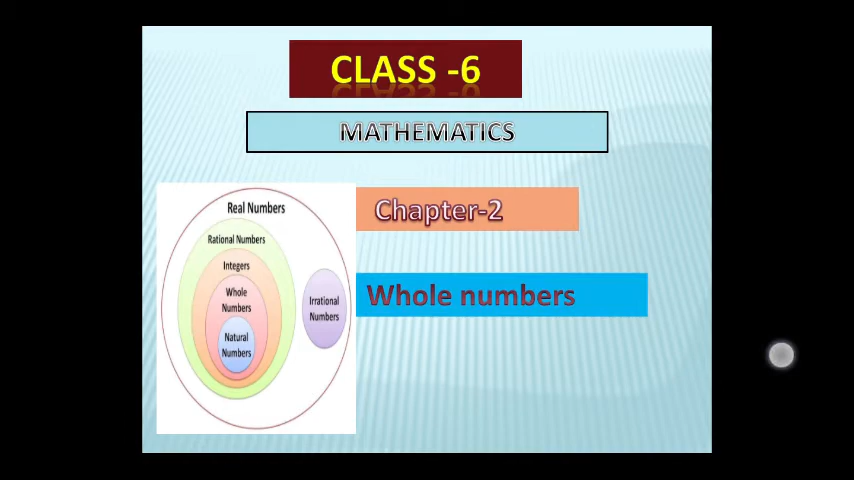 CLASS -6
MATHEMATICS
Chapter-2
Whole numbers
Real Numbers
Rational Numbers
Integers
Whole
Numbers
Natural
Numbers
Irrational
Numbers